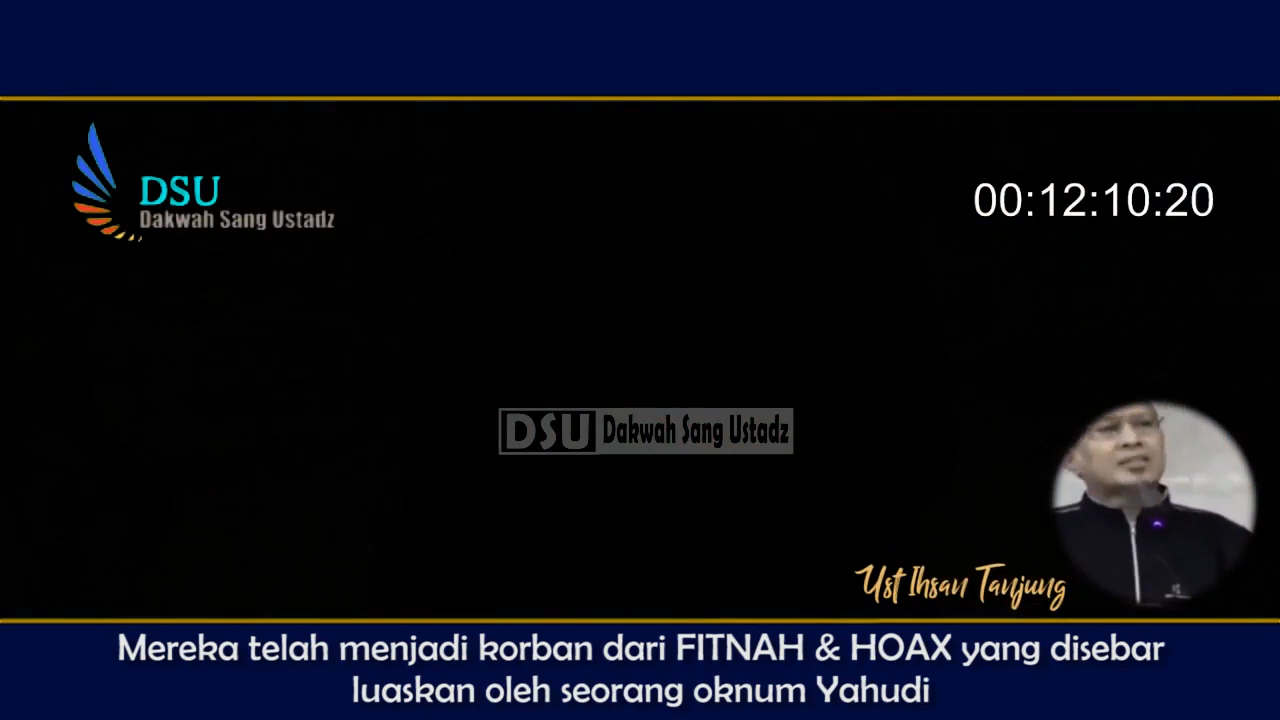 DSU
Dakwah Sang Ustadz
00:12:10:20
DSU Dakwah Sang Ustadz
Ust Ihsan Tanjung
Mereka telah menjadi korban dari FITNAH & HOAX yang disebar
luaskan oleh seorang oknum Yahudi